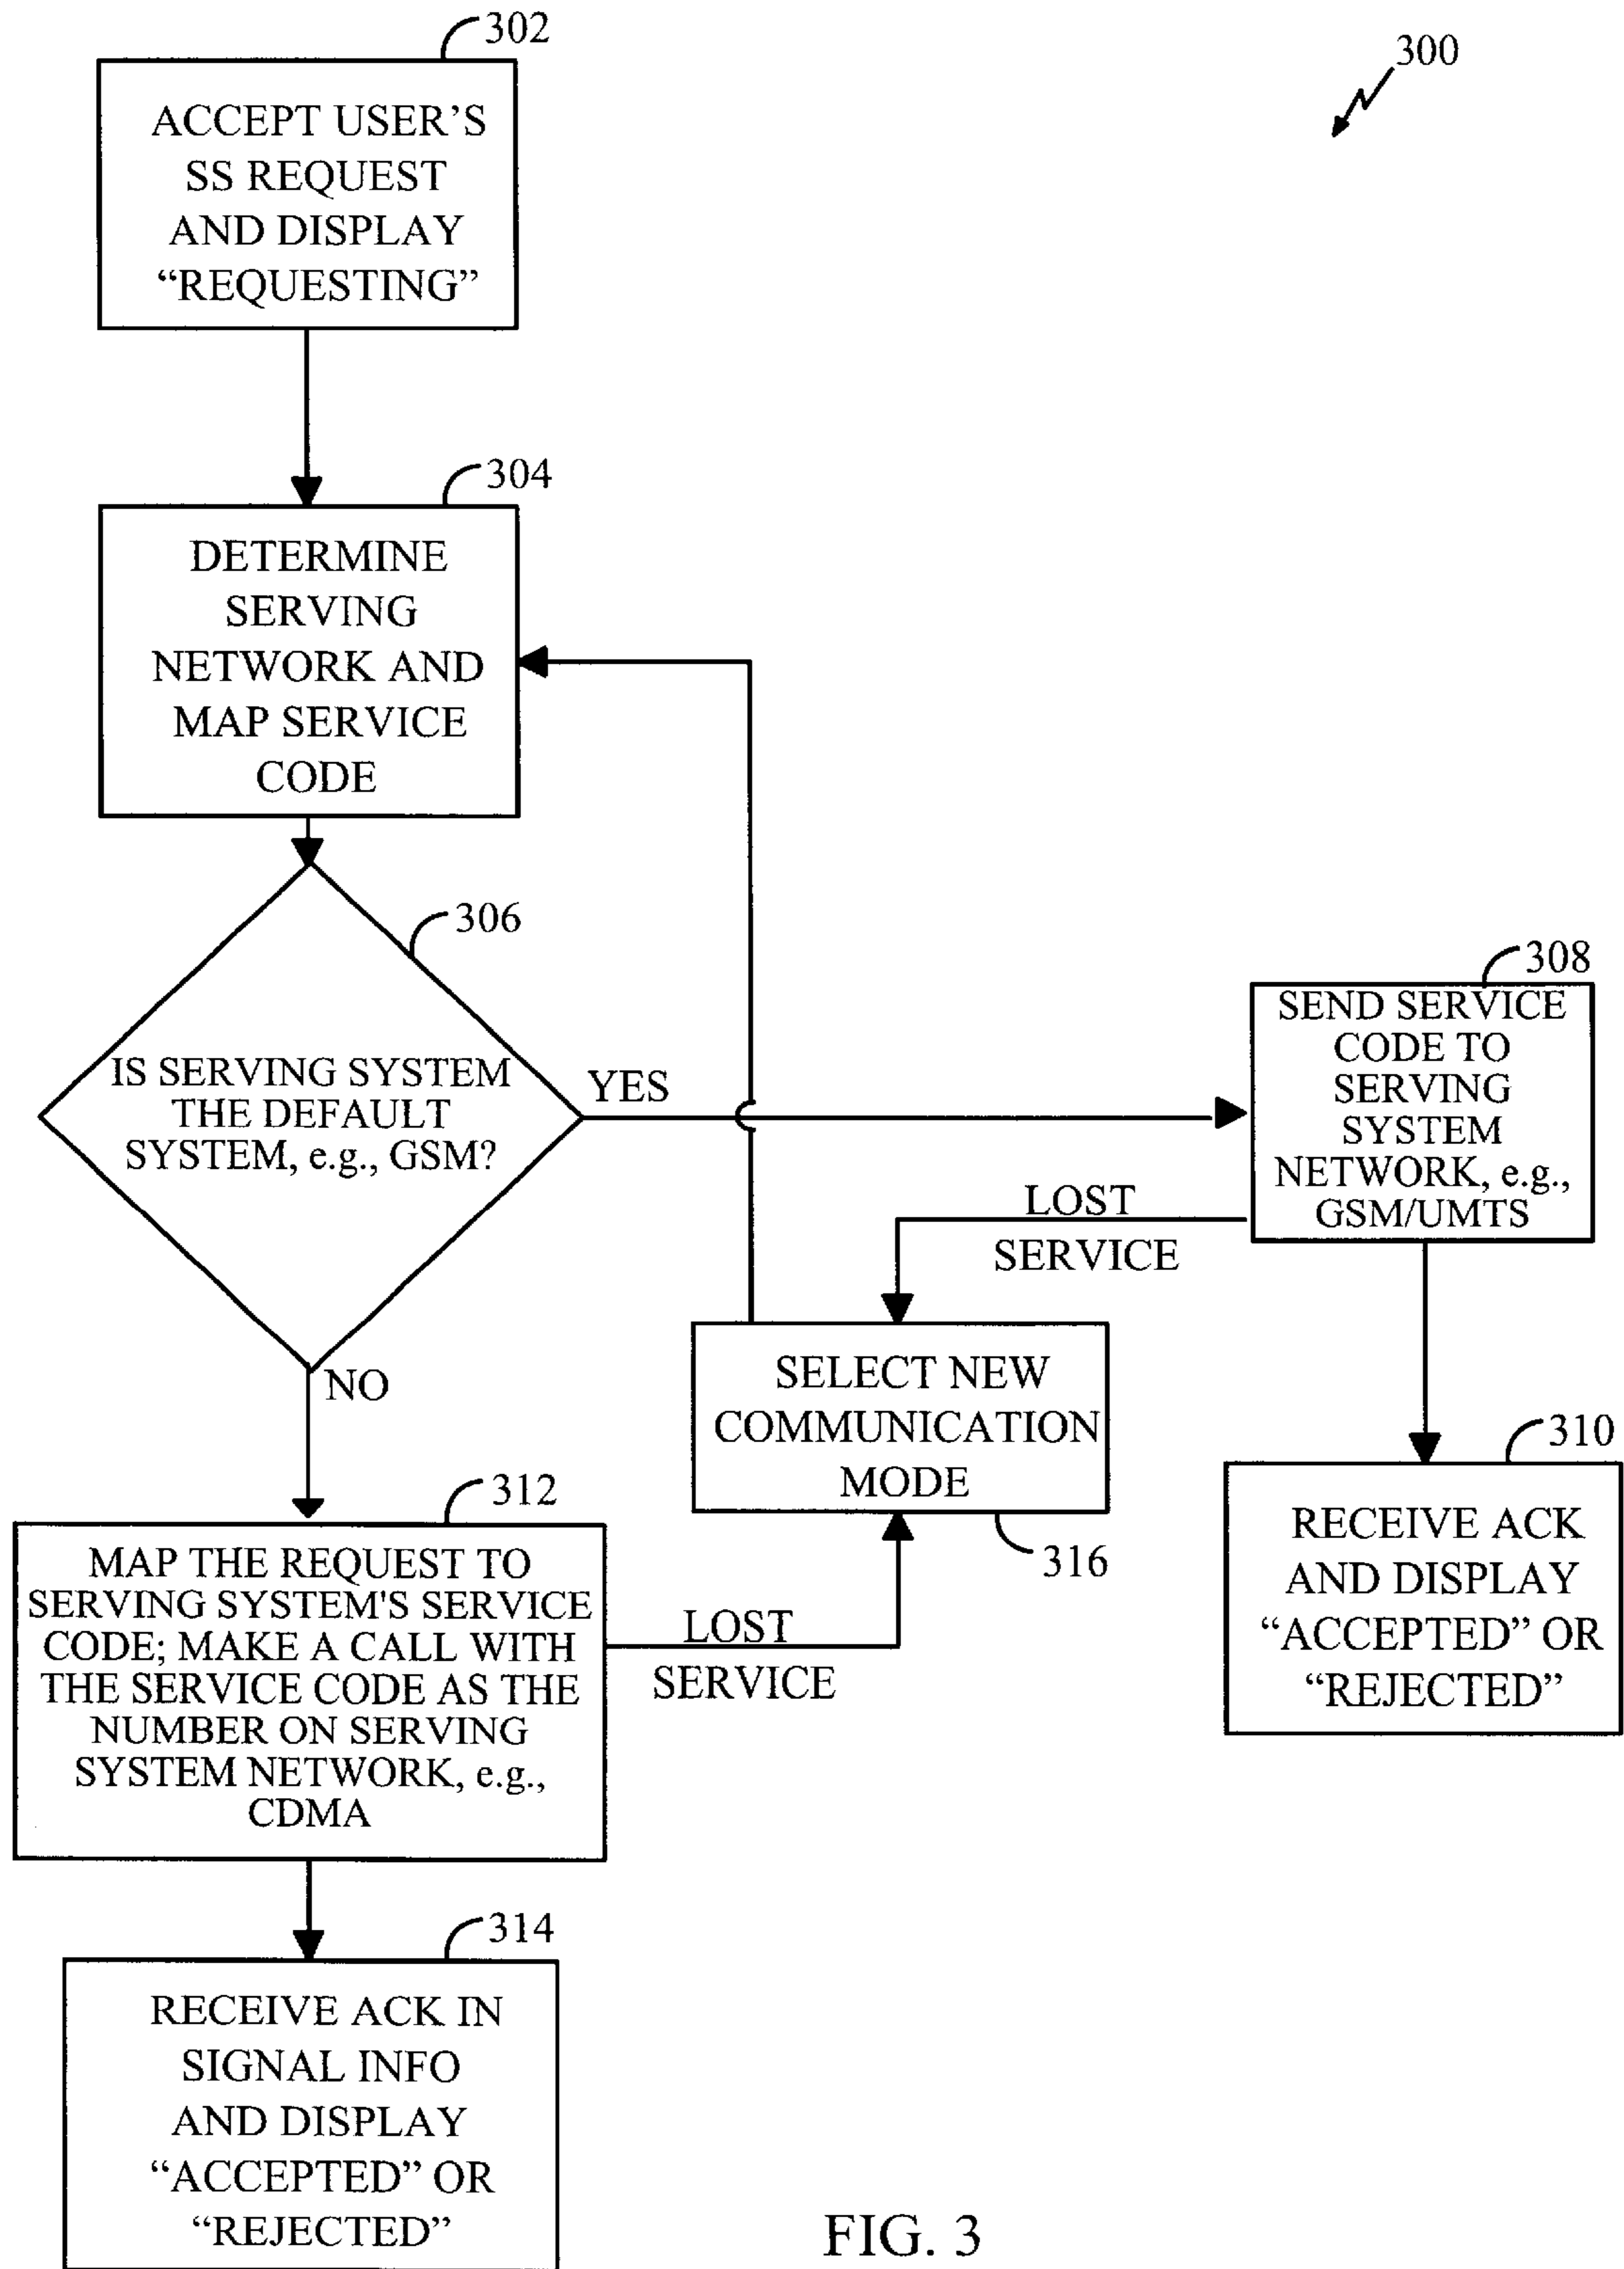 302
300
ACCEPT USER’S
SS REQUEST
AND DISPLAY
“REQUESTING”
304
DETERMINE
SERVING
NETWORK AND
MAP SERVICE
CODE
306
IS SERVING SYSTEM
THE DEFAULT
SYSTEM, e.g., GSM?
YES
308
SEND SERVICE
CODE TO
SERVING
SYSTEM
NETWORK, e.g.,
GSM/UMTS
LOST
SERVICE
NO
SELECT NEW
COMMUNICATION
MODE
316
310
RECEIVE ACK
AND DISPLAY
“ACCEPTED” OR
“REJECTED”
312
MAP THE REQUEST TO
SERVING SYSTEM'S SERVICE
CODE; MAKE A CALL WITH
THE SERVICE CODE AS THE
NUMBER ON SERVING
SYSTEM NETWORK, e.g.,
CDMA
LOST
SERVICE
314
RECEIVE ACK IN
SIGNAL INFO
AND DISPLAY
“ACCEPTED” OR
“REJECTED”
FIG. 3